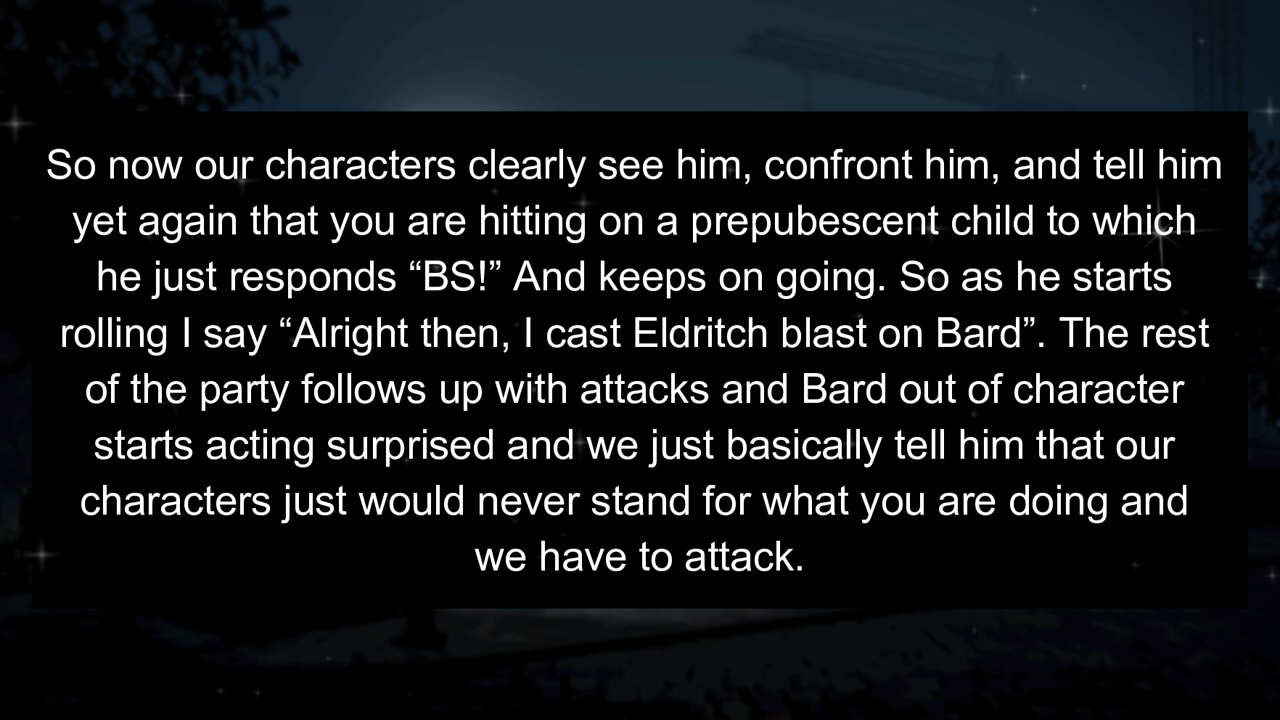 So now our characters clearly see him, confront him, and tell him
yet again that you are hitting on a prepubescent child to which
he just responds “BS!” And keeps on going. So as he starts
rolling I say “Alright then, I cast Eldritch blast on Bard”. The rest
of the party follows up with attacks and Bard out of character
starts acting surprised and we just basically tell him that our
characters just would never stand for what you are doing and
we have to attack.